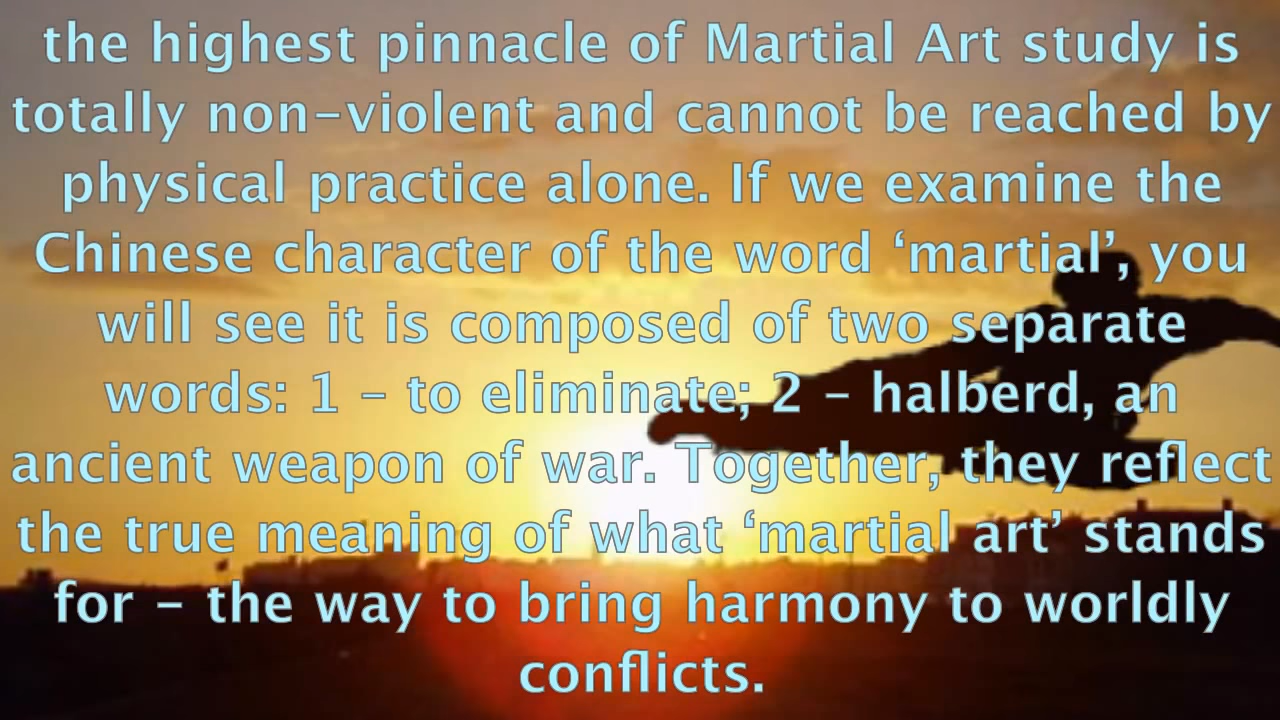 the highest pinnacle of Martial Art study is
totally non-violent and cannot be reached by
physical practice alone. If we examine the
Chinese character of the word ‘martial’, you
will see it is composed of two separate
words: 1 - to eliminate; 2 - halberd, an
ancient weapon of war. Together, they reflect
the true meaning of what ‘martial art’ stands
for - the way to bring harmony to worldly
conflicts.